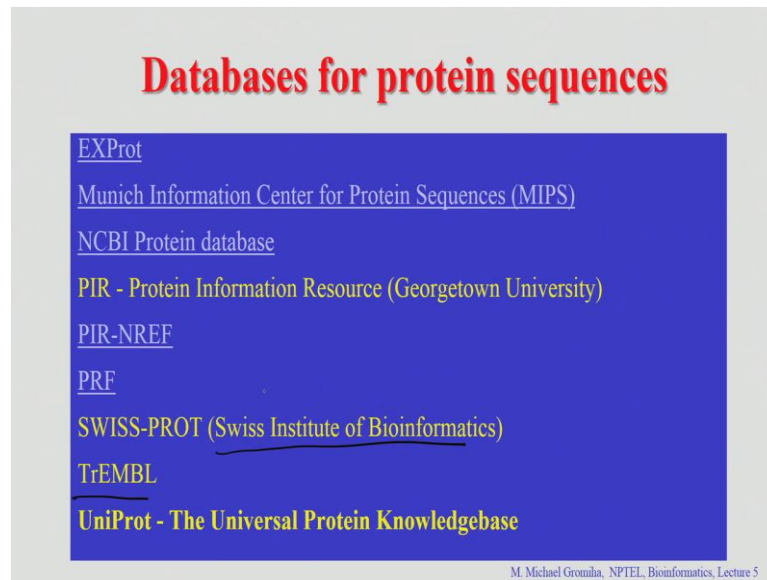 Databases for protein sequences
EXProt
Munich Information Center for Protein Sequences (MIPS)
NCBI Protein database
PIR - Protein Information Resource (Georgetown University)
PIR-NREF
PRF
SWISS-PROT (Swiss Institute of Bioinformatics)
TrEMBL
UniProt - The Universal Protein Knowledgebase
M. Michael Gromiha, NPTEL, Bioinformatics, Lecture 5